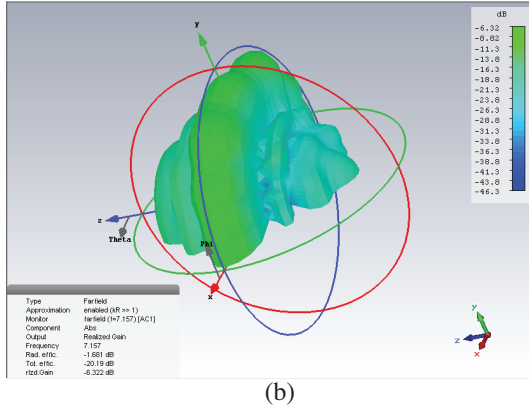 y
dB
-6.32
-8.82
-11.3
-13.8
-16.3
-18.8
-21.3
-23.8
-26.3
-28.8
-31.3
-33.8
-36.3
-38.8
-41.3
-43.8
-46.3
z
Theta
Phi
x
Type Farfield
Approximation enabled (kR >> 1)
Monitor farfield (f=7.157) [AC1]
Component Abs
Output Realized Gain
Frequency 7.157
Rad. effic. -1.681 dB
Tot. effic. -20.19 dB
rlzd.Gain -6.322 dB
y
z
x
(b)